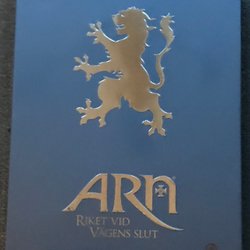 ARN
RIKET VID
VÄGENS SLUT